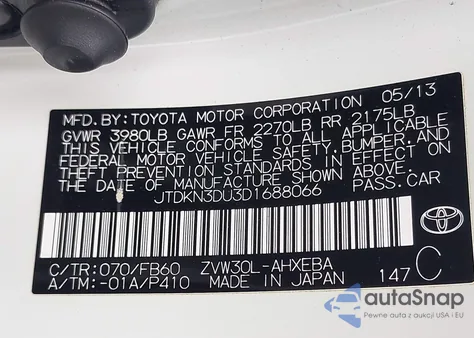 MFD. BY: TOYOTA MOTOR CORPORATION 05/13
GVWR 3980LB GAWR FR 2270LB RR 2175LB
THIS VEHICLE CONFORMS TO ALL APPLICABLE
FEDERAL MOTOR VEHICLE SAFETY, BUMPER, AND
THEFT PREVENTION STANDARDS IN EFFECT ON
THE DATE OF MANUFACTURE SHOWN ABOVE.
JTDKN3DU3D1688066 PASS. CAR
TOYOTA
C/TR: 070/FB60 ZVW30L-AHXEBA
A/TM: -01A/P410 MADE IN JAPAN 147 C
autoSnap
Pewne auta z USA i EU